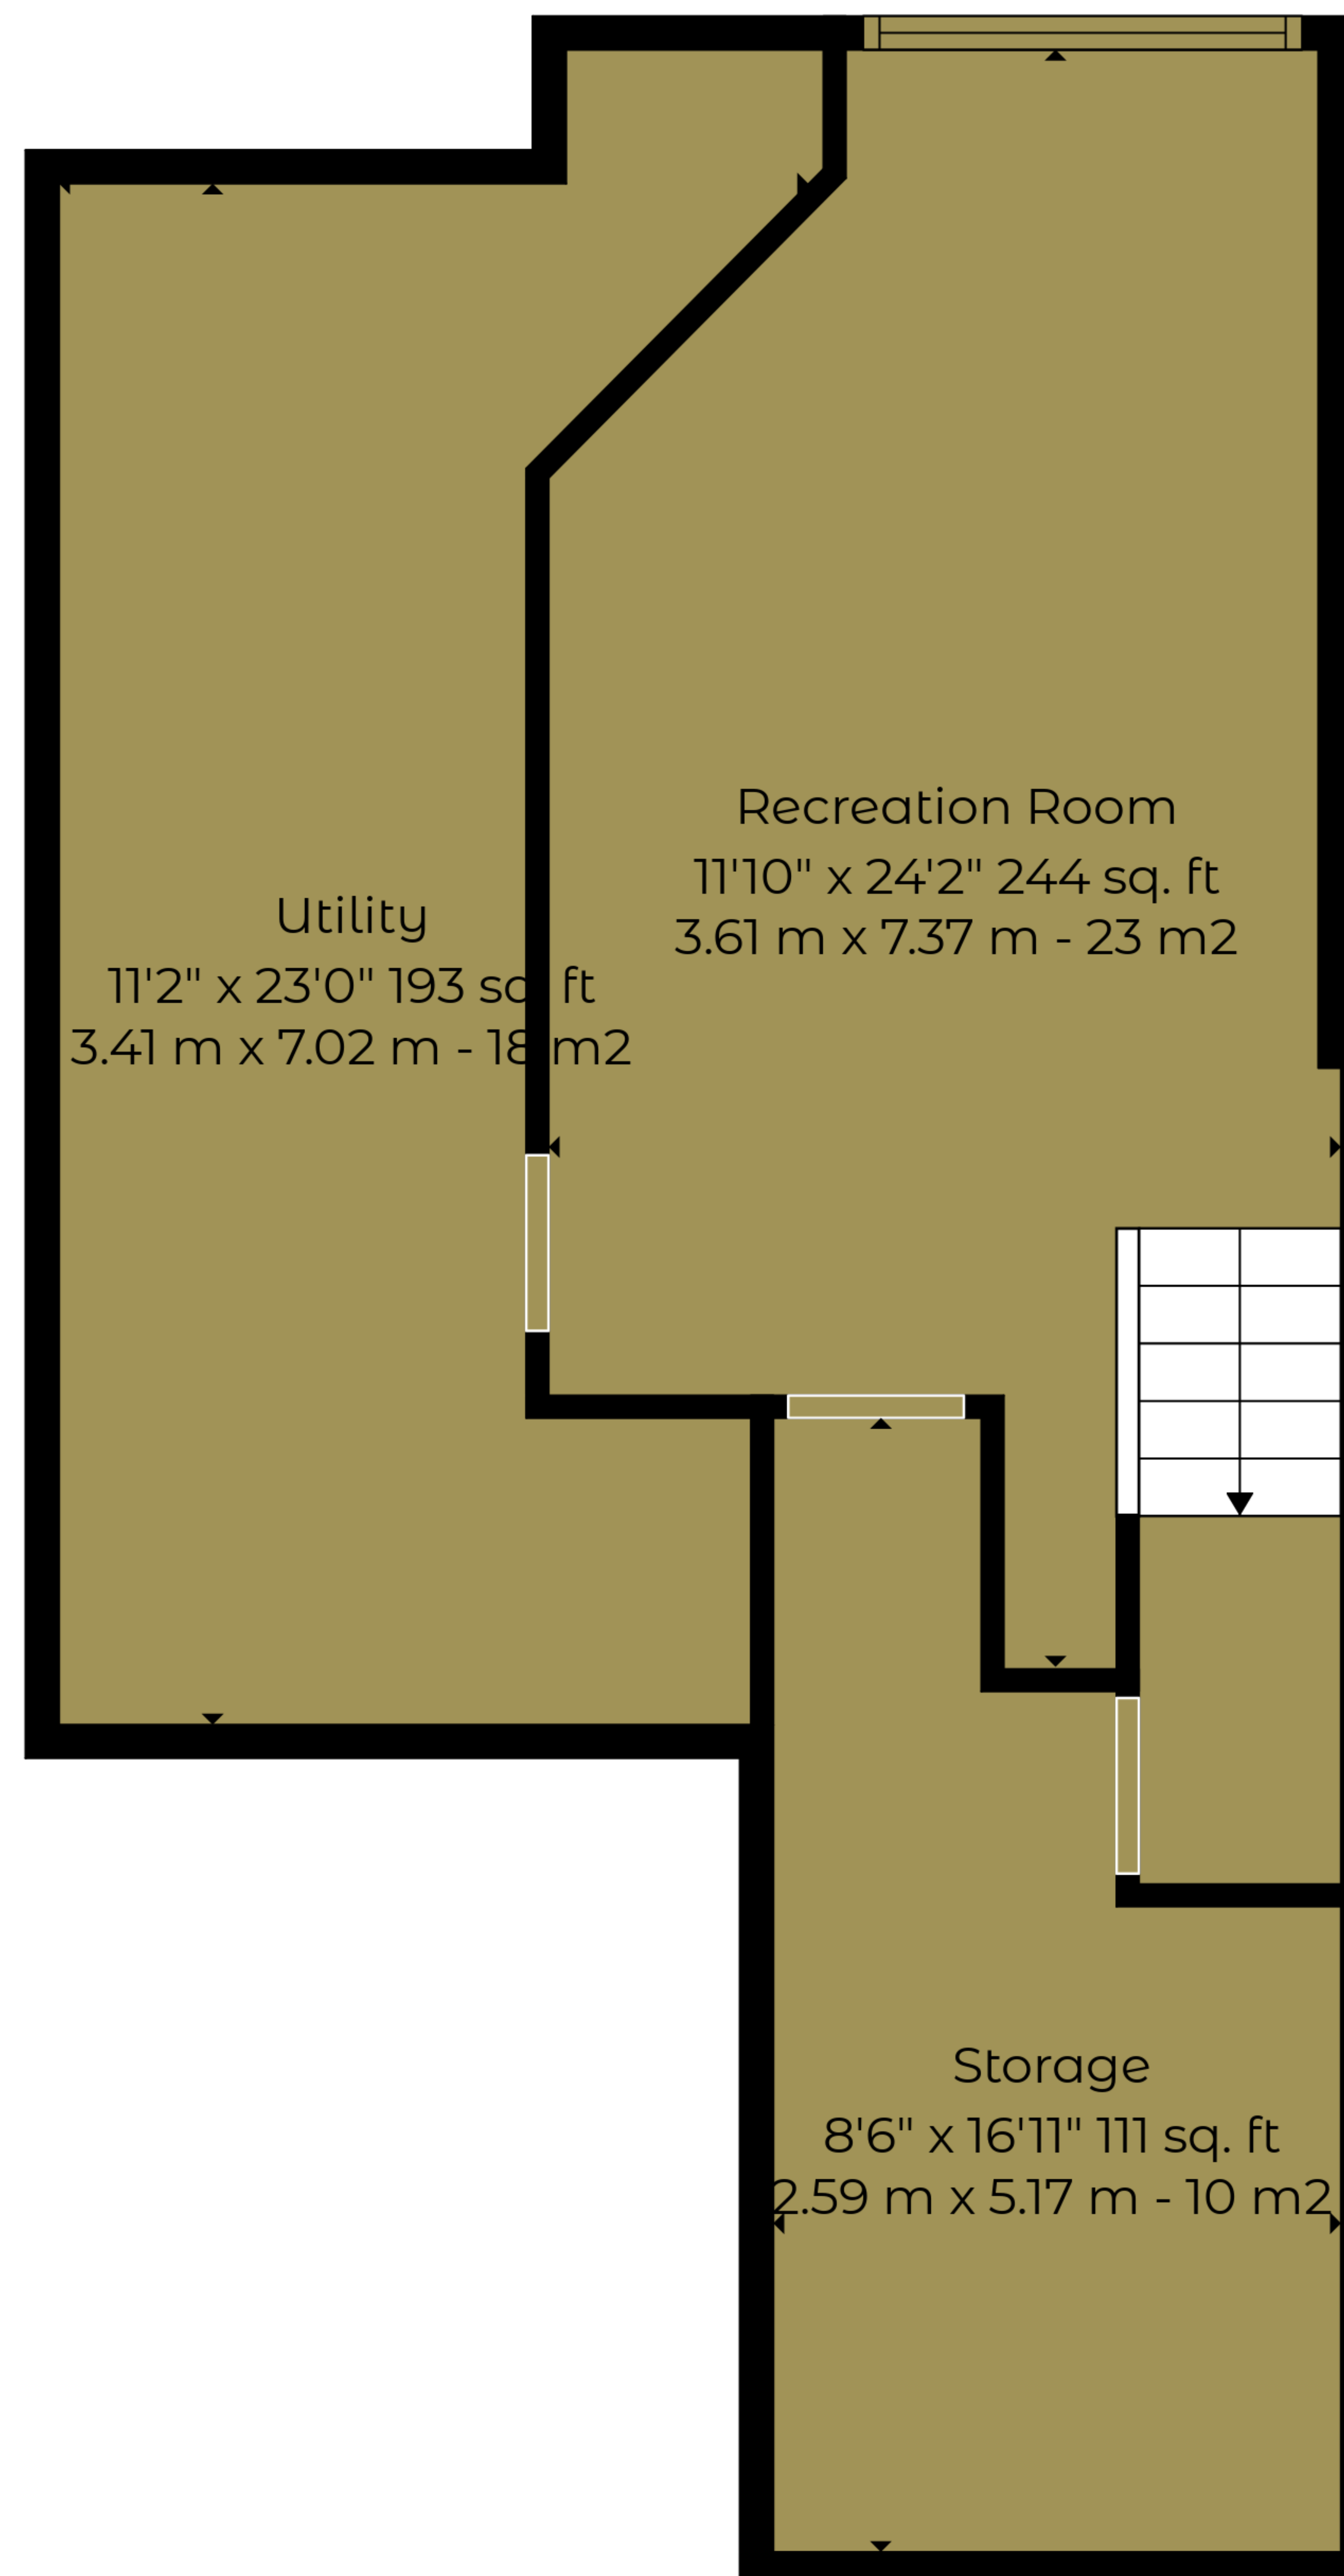 Recreation Room
11'10" x 24'2" 244 sq. ft
3.61 m x 7.37 m - 23 m2
Utility
11'2" x 23'0" 193 sq. ft
3.41 m x 7.02 m - 18 m2
Storage
8'6" x 16'11" 111 sq. ft
2.59 m x 5.17 m - 10 m2